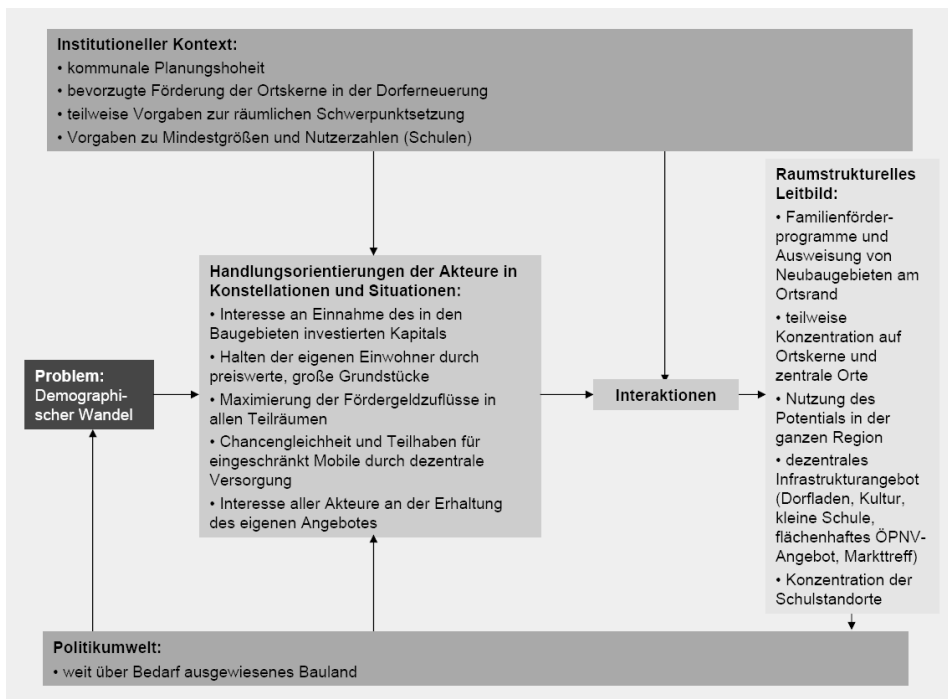 Institutioneller Kontext:
• kommunale Planungshoheit
• bevorzugte Förderung der Ortskerne in der Dorferneuerung
• teilweise Vorgaben zur räumlichen Schwerpunktsetzung
• Vorgaben zu Mindestgrößen und Nutzerzahlen (Schulen)
Problem:
Demographi-
scher Wandel
Handlungsorientierungen der Akteure in
Konstellationen und Situationen:
• Interesse an Einnahme des in den
Baugebieten investierten Kapitals
• Halten der eigenen Einwohner durch
preiswerte, große Grundstücke
• Maximierung der Fördergeldzuflüsse in
allen Teilräumen
• Chancengleichheit und Teilhaben für
eingeschränkt Mobile durch dezentrale
Versorgung
• Interesse aller Akteure an der Erhaltung
des eigenen Angebotes
Interaktionen
Raumstrukturelles
Leitbild:
• Familienförder-
programme und
Ausweisung von
Neubaugebieten am
Ortsrand
• teilweise
Konzentration auf
Ortskerne und
zentrale Orte
• Nutzung des
Potentials in der
ganzen Region
• dezentrales
Infrastrukturangebot
(Dorfladen, Kultur,
kleine Schule,
flächenhaftes ÖPNV-
Angebot, Markttreff)
• Konzentration der
Schulstandorte
Politikumwelt:
• weit über Bedarf ausgewiesenes Bauland